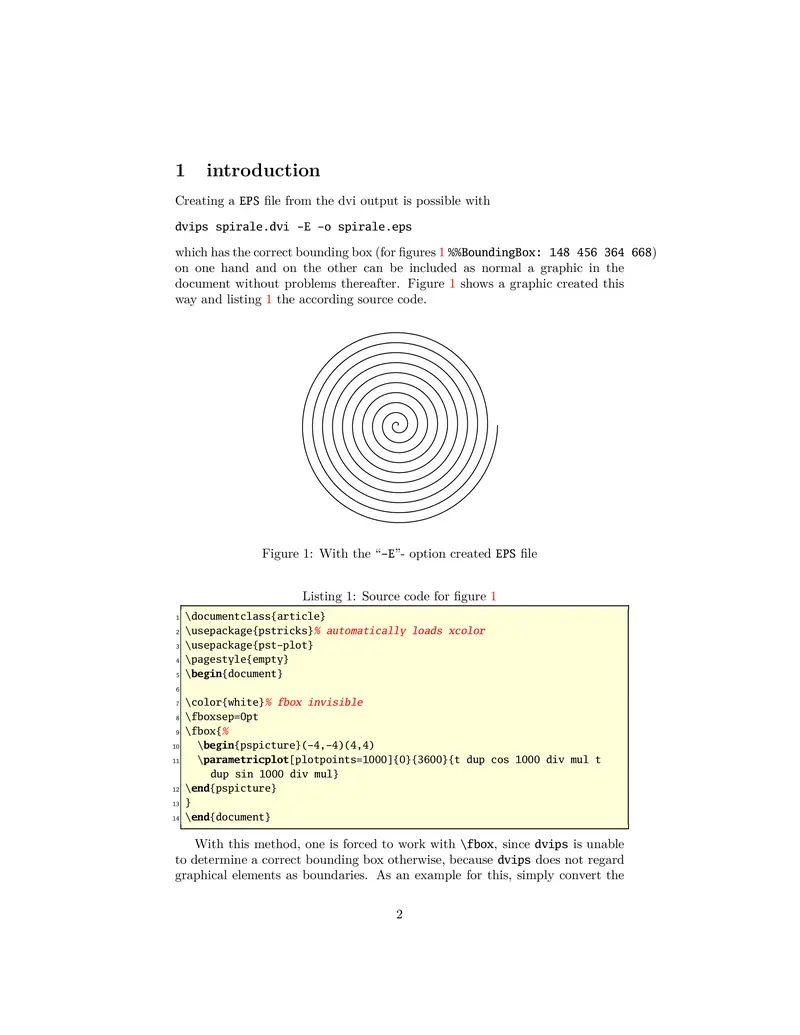 1 introduction
Creating a EPS file from the dvi output is possible with
dvips spirale.dvi -E -o spirale.eps
which has the correct bounding box (for figures 1 %%BoundingBox: 148 456 364 668)
on one hand and on the other can be included as normal a graphic in the
document without problems thereafter. Figure 1 shows a graphic created this
way and listing 1 the according source code.
Figure 1: With the “-E”- option created EPS file
Listing 1: Source code for figure 1
1 \documentclass{article}
2 \usepackage{pstricks}% automatically loads xcolor
3 \usepackage{pst-plot}
4 \pagestyle{empty}
5 \begin{document}
6
7 \color{white}% fbox invisible
8 \fboxsep=0pt
9 \fbox{%
10 \begin{pspicture}(-4,-4)(4,4)
11 \parametricplot[plotpoints=1000]{0}{3600}{t dup cos 1000 div mul t
dup sin 1000 div mul}
12 \end{pspicture}
13 }
14 \end{document}
With this method, one is forced to work with \fbox, since dvips is unable
to determine a correct bounding box otherwise, because dvips does not regard
graphical elements as boundaries. As an example for this, simply convert the
2